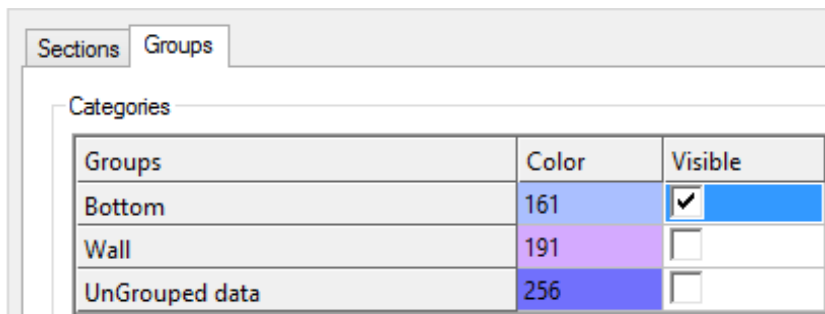 Sections Groups
Categories
Groups Color Visible
Bottom 161
Wall 191
UnGrouped data 256